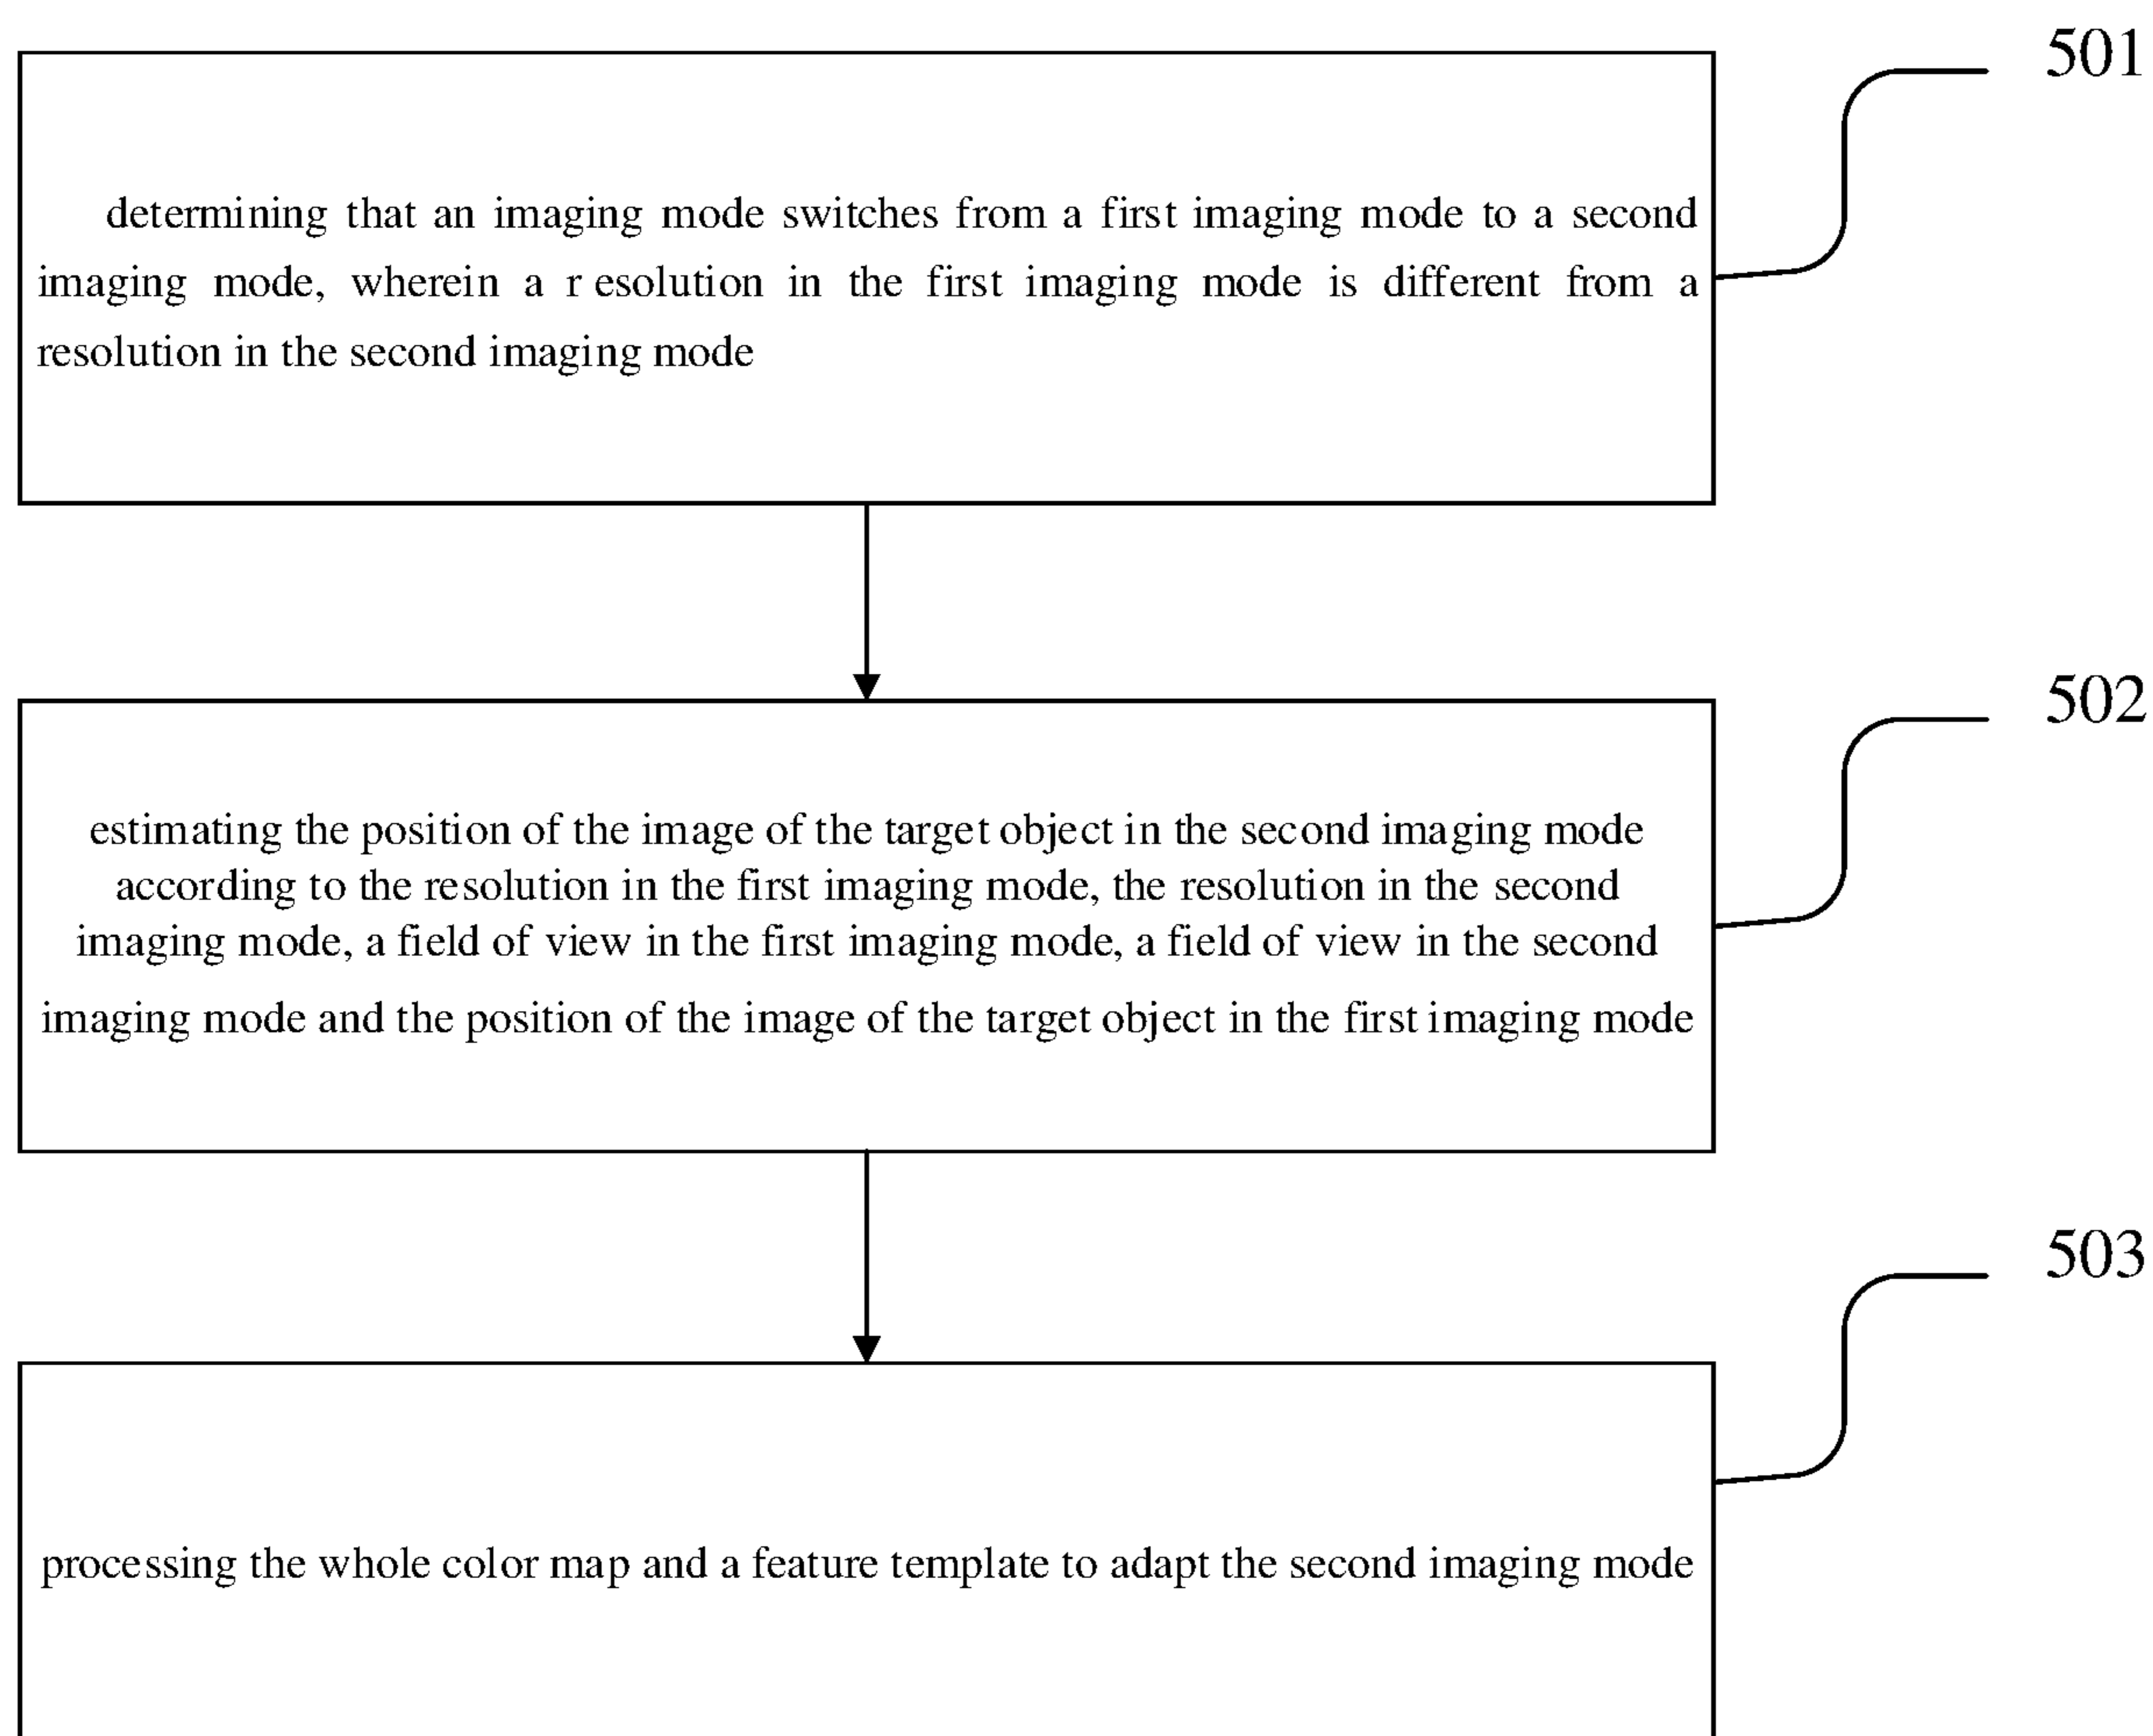 501
determining that an imaging mode switches from a first imaging mode to a second
imaging mode, wherein a r esolution in the first imaging mode is different from a
resolution in the second imaging mode
502
estimating the position of the image of the target object in the second imaging mode
according to the resolution in the first imaging mode, the resolution in the second
imaging mode, a field of view in the first imaging mode, a field of view in the second
imaging mode and the position of the image of the target object in the first imaging mode
503
processing the whole color map and a feature template to adapt the second imaging mode